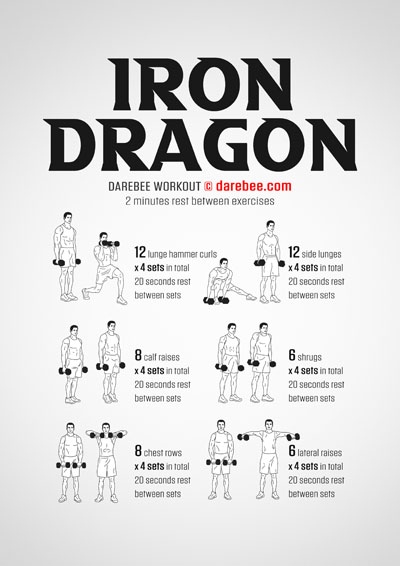 IRON
DRAGON
DAREBEE WORKOUT © darebee.com
2 minutes rest between exercises
12 lunge hammer curls
x 4 sets in total
20 seconds rest
between sets
12 side lunges
x 4 sets in total
20 seconds rest
between sets
8 calf raises
x 4 sets in total
20 seconds rest
between sets
6 shrugs
x 4 sets in total
20 seconds rest
between sets
8 chest rows
x 4 sets in total
20 seconds rest
between sets
6 lateral raises
x 4 sets in total
20 seconds rest
between sets